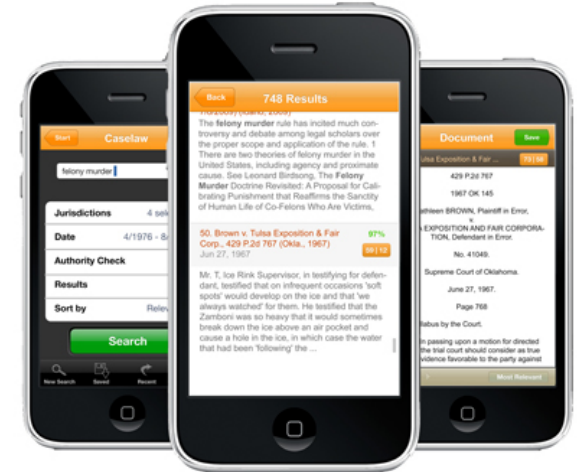 Start
Caselaw
felony murder
Jurisdictions 4 sele
Date 4/1976 - 8/
Authority Check
Results
Sort by Relev
Search
New Search Saved Recent
Back
748 Results
The felony murder rule has incited much con-
troversy and debate among legal scholars over
the proper scope and application of the rule. 1
There are two theories of felony murder in the
United States, including agency and proximate
cause. See Leonard Birdsong, The Felony
Murder Doctrine Revisited: A Proposal for Cal-
ibrating Punishment that Reaffirms the Sanctity
of Human Life of Co-Felons Who Are Victims,
50. Brown v. Tulsa Exposition & Fair 97%
Corp., 429 P.2d 767 (Okla., 1967)
Jun 27, 1967 59 | 12
Mr. T, Ice Rink Supervisor, in testifying for defen-
dant, testified that on infrequent occasions 'soft
spots' would develop on the ice and that 'we
always watched' for them. He testified that the
Zamboni was so heavy that it would sometimes
break down the ice above an air pocket and
cause a hole in the ice, in which case the water
that had been 'following' the ...
Document
Save
ulsa Exposition & Fair ...
429 P.2d 767
1967 OK 145
athleen BROWN, Plaintiff in Error,
v.
EXPOSITION AND FAIR CORPORA-
TION, Defendant in Error.
No. 41049.
Supreme Court of Oklahoma.
June 27, 1967.
Page 768
llabus by the Court.
In passing upon a motion for directed
the trial court should consider as true
vidence favorable to the party against
Most Relevant